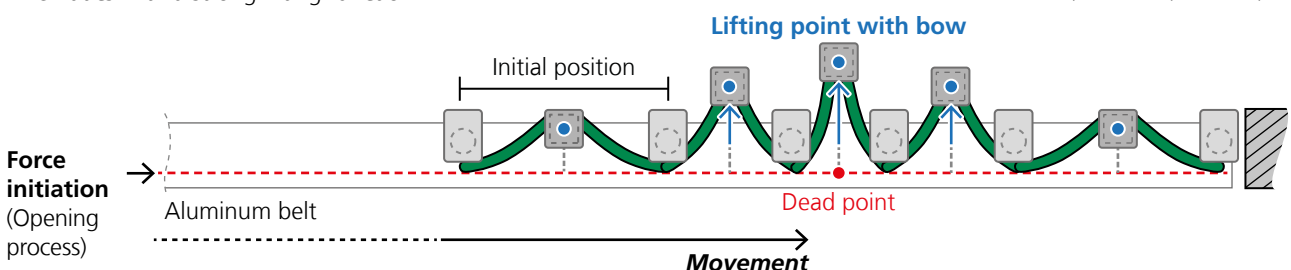 Lifting point with bow
Initial position
Force
initiation
(Opening
process)
Aluminum belt
Dead point
Movement